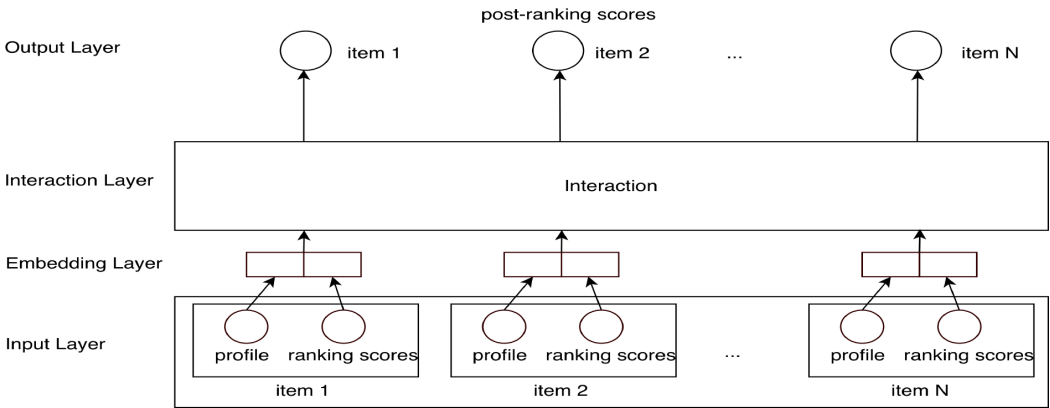 post-ranking scores
Output Layer
item 1
item 2
...
item N
Interaction Layer
Interaction
Embedding Layer
Input Layer
profile
ranking scores
profile
ranking scores
...
profile
ranking scores
item 1
item 2
item N